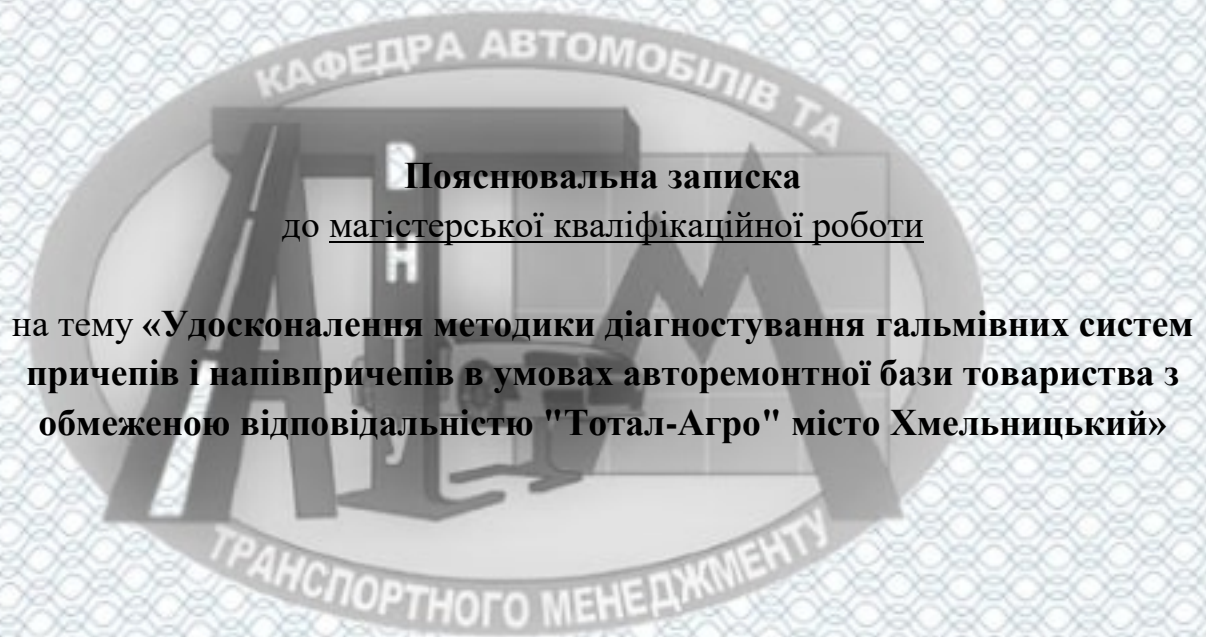 КАФЕДРА АВТОМОБІЛІВ ТА
ВНТУ
Пояснювальна записка
до магістерської кваліфікаційної роботи
на тему «Удосконалення методики діагностування гальмівних систем
причепів і напівпричепів в умовах авторемонтної бази товариства з
обмеженою відповідальністю "Тотал-Агро" місто Хмельницький»
ТРАНСПОРТНОГО МЕНЕДЖМЕНТУ